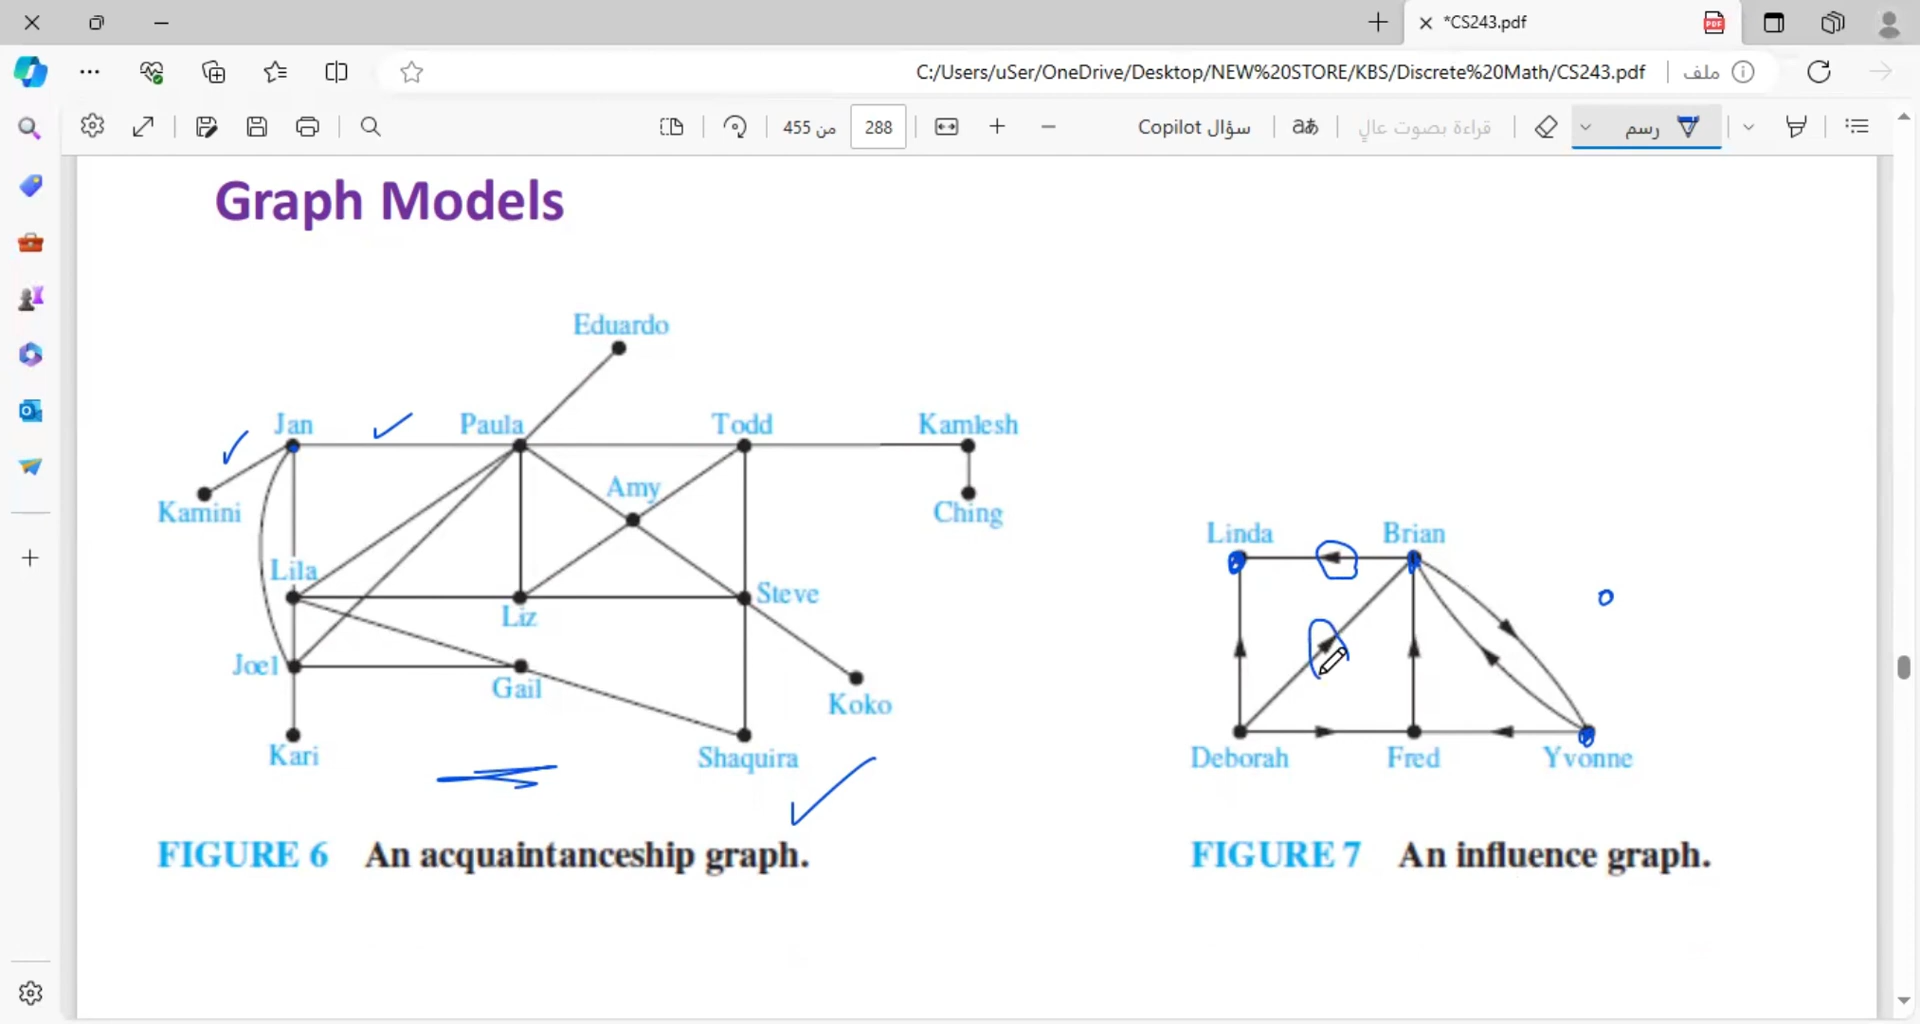 *CS243.pdf
C:/Users/uSer/OneDrive/Desktop/NEW%20STORE/KBS/Discrete%20Math/CS243.pdf
ملف
455 من
288
سؤال Copilot
aあ
قراءة بصوت عالٍ
رسم
Graph Models
Eduardo
Jan
Paula
Todd
Kamlesh
Kamini
Amy
Ching
Lila
Liz
Steve
Joel
Gail
Koko
Kari
Shaquira
FIGURE 6 An acquaintanceship graph.
Linda
Brian
Deborah
Fred
Yvonne
FIGURE 7 An influence graph.